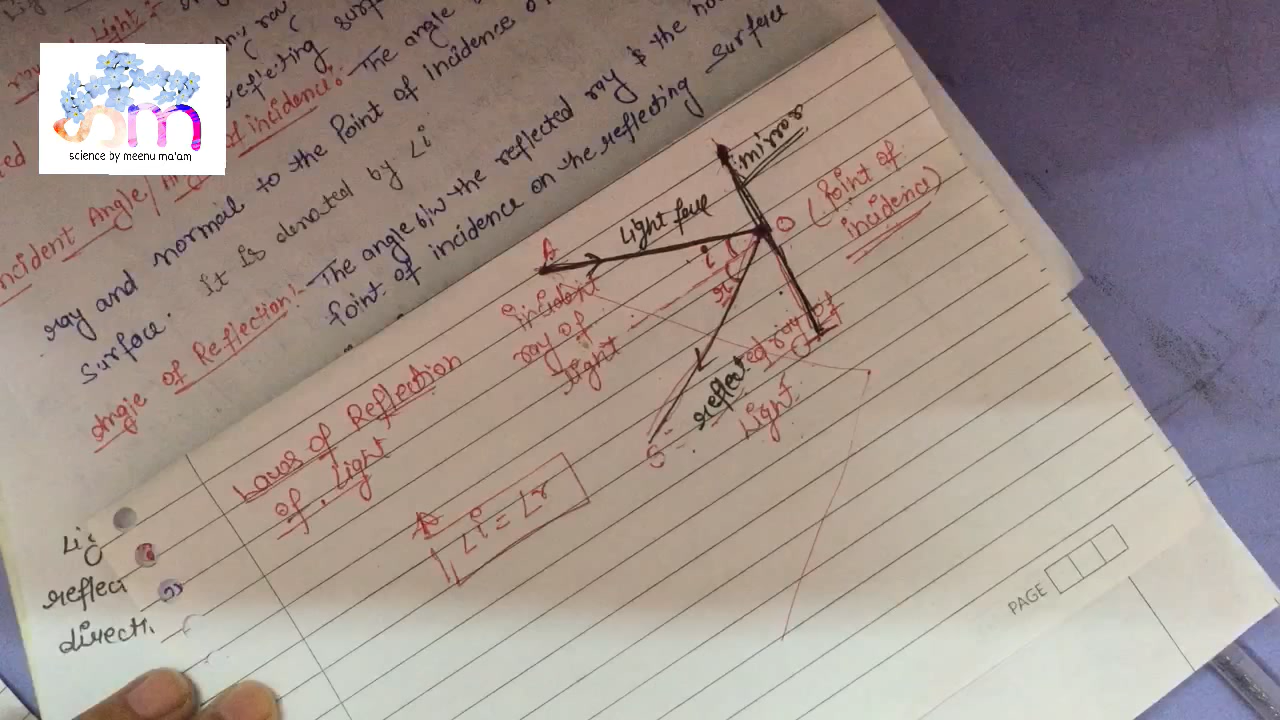 science by meenu ma'am
Light :
Any ray
reflecting surf
of incidence :- The angle
ncident Angle/
ray and normal to the Point of incidence
Surface. It is denoted by ∠i
Angle of Reflection:- The angle b/w the reflected ray & the no
Point of incidence on the reflecting surface
mirror
Light face
A
O (Point of
incidence)
i
r
incident
ray of
light
reflected ray of
Light
Laws of Reflection
of Light
1, ∠i = ∠r
Lig
reflect
directi
PAGE